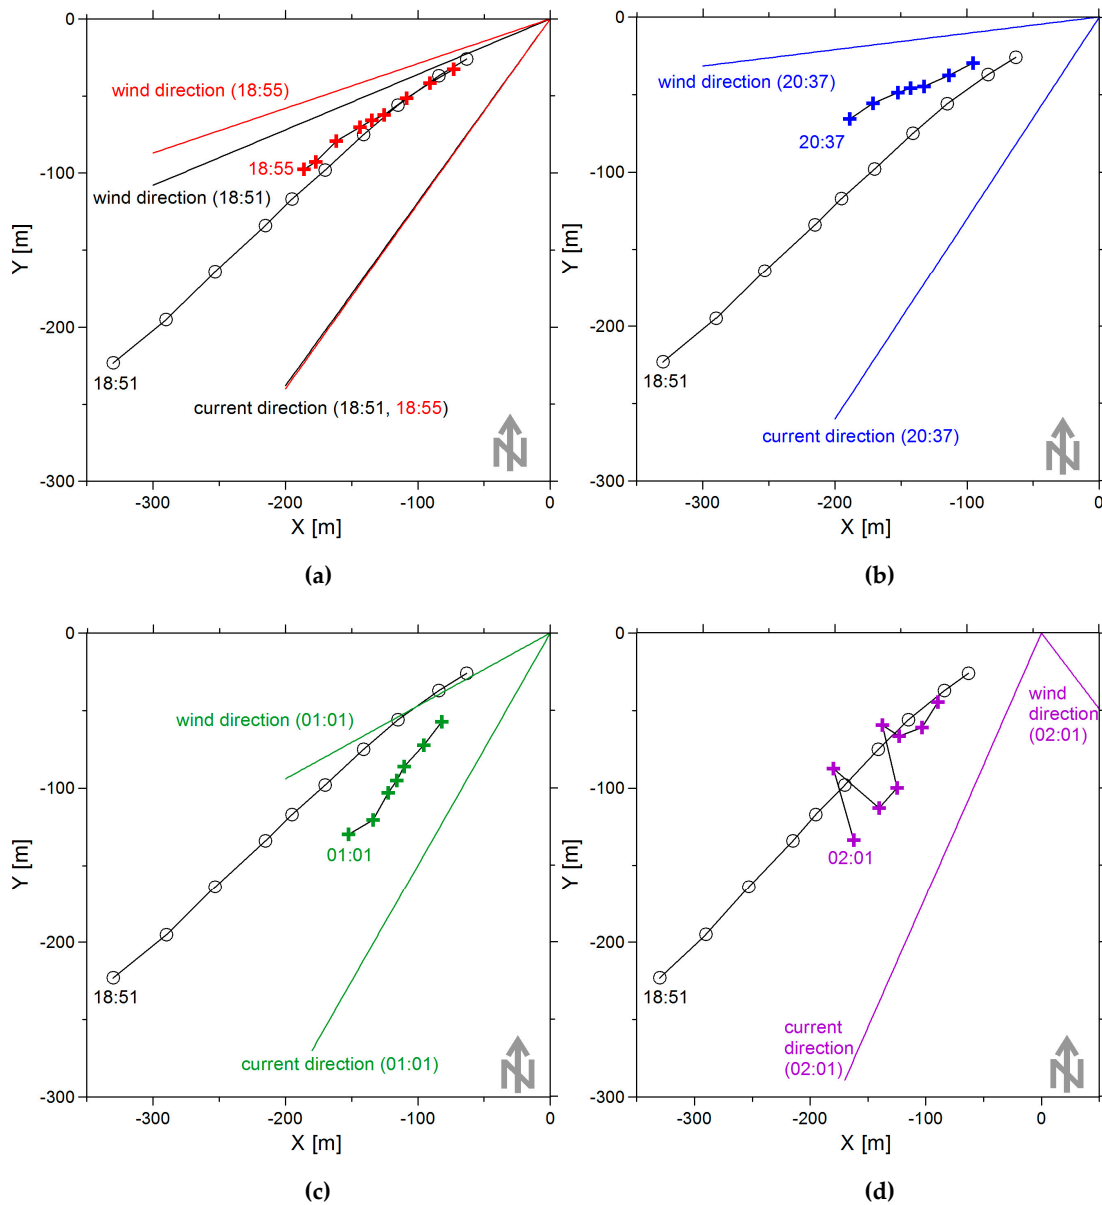 0
-100
-200
-300
Y [m]
wind direction (18:55)
18:55
wind direction (18:51)
18:51
current direction (18:51, 18:55)
N
-300
-200
-100
0
X [m]
(a)
0
-100
-200
-300
Y [m]
wind direction (20:37)
20:37
18:51
current direction (20:37)
N
-300
-200
-100
0
X [m]
(b)
0
-100
-200
-300
Y [m]
wind direction (01:01)
01:01
18:51
current direction (01:01)
N
-300
-200
-100
0
X [m]
(c)
0
-100
-200
-300
Y [m]
wind
direction
(02:01)
02:01
18:51
current
direction
(02:01)
N
-300
-200
-100
0
X [m]
(d)